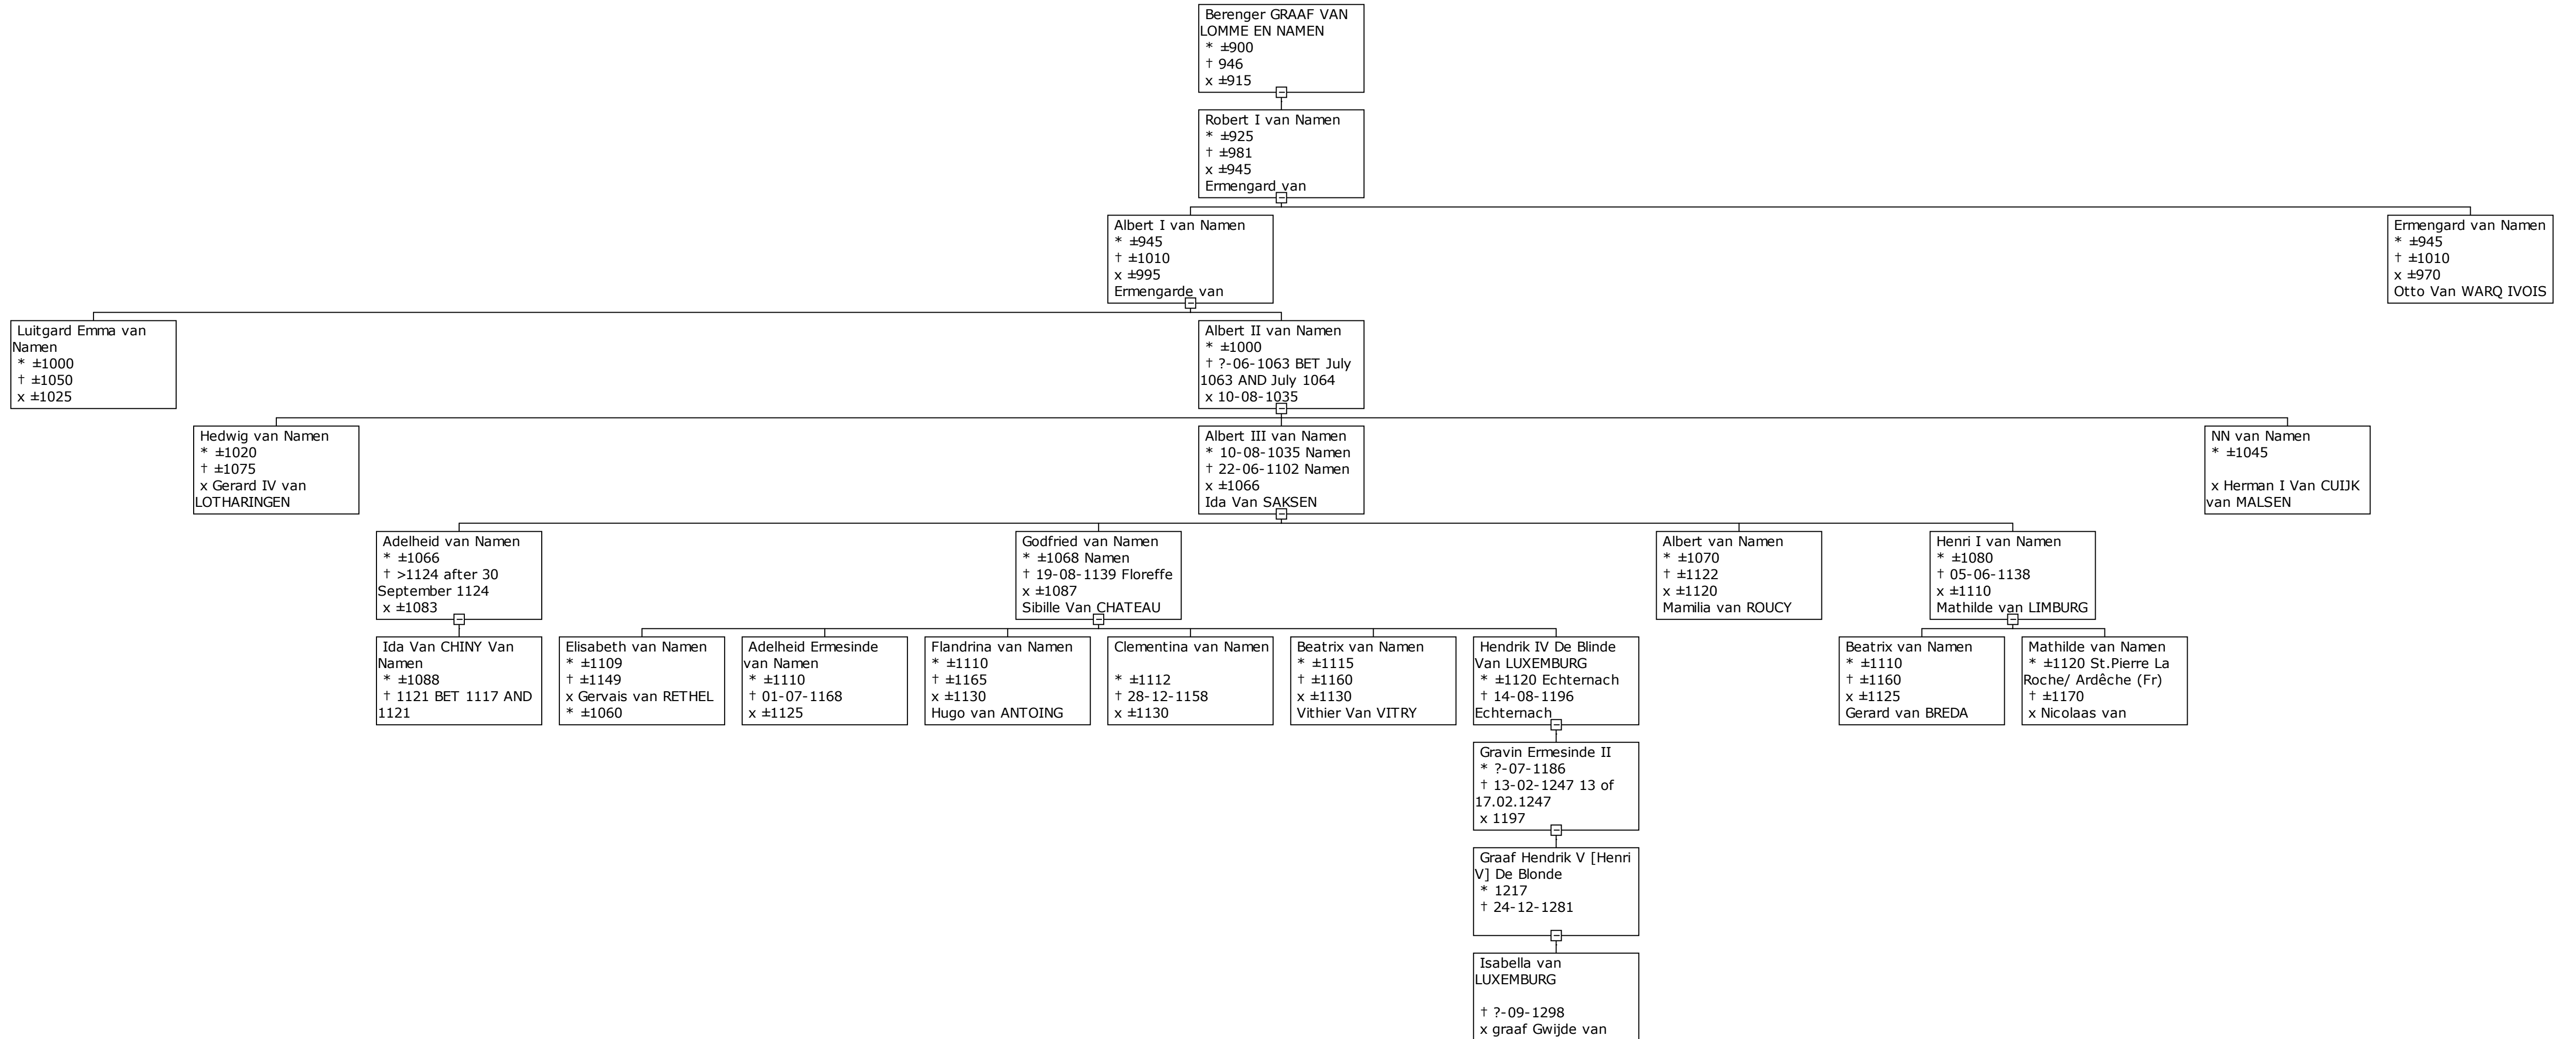 Berenger GRAAF VAN
LOMME EN NAMEN
* ±900
† 946
x ±915
Robert I van Namen
* ±925
† ±981
x ±945
Ermengard van
Albert I van Namen
* ±945
† ±1010
x ±995
Ermengarde van
Ermengard van Namen
* ±945
† ±1010
x ±970
Otto Van WARQ IVOIS
Luitgard Emma van
Namen
* ±1000
† ±1050
x ±1025
Albert II van Namen
* ±1000
† ?-06-1063 BET July
1063 AND July 1064
x 10-08-1035
Hedwig van Namen
* ±1020
† ±1075
x Gerard IV van
LOTHARINGEN
Albert III van Namen
* 10-08-1035 Namen
† 22-06-1102 Namen
x ±1066
Ida Van SAKSEN
NN van Namen
* ±1045
x Herman I Van CUIJK
van MALSEN
Adelheid van Namen
* ±1066
† >1124 after 30
September 1124
x ±1083
Godfried van Namen
* ±1068 Namen
† 19-08-1139 Floreffe
x ±1087
Sibille Van CHATEAU
Albert van Namen
* ±1070
† ±1122
x ±1120
Mamilia van ROUCY
Henri I van Namen
* ±1080
† 05-06-1138
x ±1110
Mathilde van LIMBURG
Ida Van CHINY Van
Namen
* ±1088
† 1121 BET 1117 AND
1121
Elisabeth van Namen
* ±1109
† ±1149
x Gervais van RETHEL
* ±1060
Adelheid Ermesinde
van Namen
* ±1110
† 01-07-1168
x ±1125
Flandrina van Namen
* ±1110
† ±1165
x ±1130
Hugo van ANTOING
Clementina van Namen
* ±1112
† 28-12-1158
x ±1130
Beatrix van Namen
* ±1115
† ±1160
x ±1130
Vithier Van VITRY
Hendrik IV De Blinde
Van LUXEMBURG
* ±1120 Echternach
† 14-08-1196
Echternach
Beatrix van Namen
* ±1110
† ±1160
x ±1125
Gerard van BREDA
Mathilde van Namen
* ±1120 St.Pierre La
Roche/ Ardêche (Fr)
† ±1170
x Nicolaas van
Gravin Ermesinde II
* ?-07-1186
† 13-02-1247 13 of
17.02.1247
x 1197
Graaf Hendrik V [Henri
V] De Blonde
* 1217
† 24-12-1281
Isabella van
LUXEMBURG
† ?-09-1298
x graaf Gwijde van